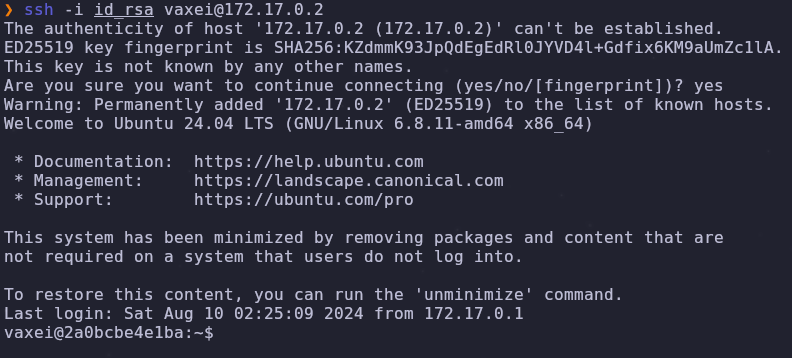 ❯ ssh -i id_rsa vaxei@172.17.0.2
The authenticity of host '172.17.0.2 (172.17.0.2)' can't be established.
ED25519 key fingerprint is SHA256:KZdmmK93JpQdEgEdRl0JYVD4l+Gdfix6KM9aUmZc1lA.
This key is not known by any other names.
Are you sure you want to continue connecting (yes/no/[fingerprint])? yes
Warning: Permanently added '172.17.0.2' (ED25519) to the list of known hosts.
Welcome to Ubuntu 24.04 LTS (GNU/Linux 6.8.11-amd64 x86_64)

 * Documentation:  https://help.ubuntu.com
 * Management:     https://landscape.canonical.com
 * Support:        https://ubuntu.com/pro

This system has been minimized by removing packages and content that are
not required on a system that users do not log into.

To restore this content, you can run the 'unminimize' command.
Last login: Sat Aug 10 02:25:09 2024 from 172.17.0.1
vaxei@2a0bcbe4e1ba:~$